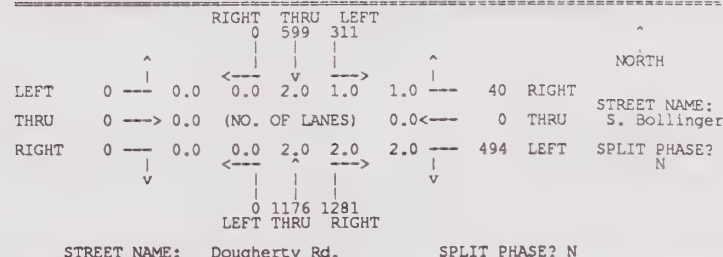 RIGHT THRU LEFT
0 599 311
| | |
^ | | | ^ ^
| <--- v ---> | NORTH
LEFT 0 --- 0.0 0.0 2.0 1.0 1.0 --- 40 RIGHT
STREET NAME:
THRU 0 ---> 0.0 (NO. OF LANES) 0.0<--- 0 THRU S. Bollinger
RIGHT 0 --- 0.0 0.0 2.0 2.0 2.0 --- 494 LEFT SPLIT PHASE?
| <--- ^ ---> | N
v | | | v
| | |
0 1176 1281
LEFT THRU RIGHT
STREET NAME: Dougherty Rd. SPLIT PHASE? N